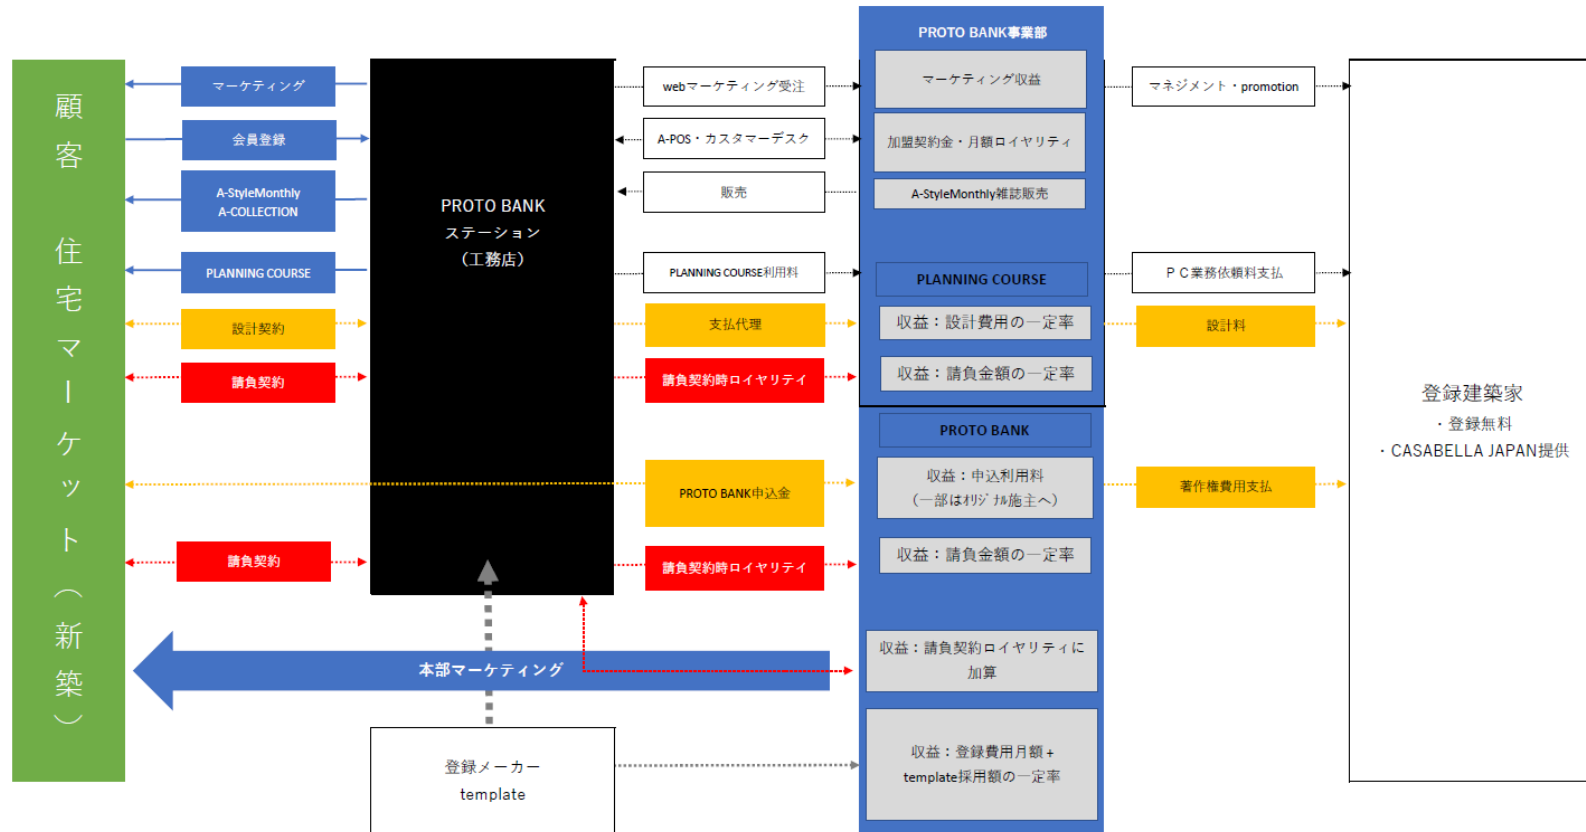 顧客 住宅マーケット（新築）
マーケティング
会員登録
A-StyleMonthly
A-COLLECTION
PLANNING COURSE
設計契約
請負契約
請負契約
PROTO BANK
ステーション
（工務店）
webマーケティング受注
A-POS・カスタマーデスク
販売
PLANNING COURSE利用料
支払代理
請負契約時ロイヤリテイ
PROTO BANK申込金
請負契約時ロイヤリテイ
本部マーケティング
登録メーカー
template
PROTO BANK事業部
マーケティング収益
加盟契約金・月額ロイヤリティ
A-StyleMonthly雑誌販売
PLANNING COURSE
収益：設計費用の一定率
収益：請負金額の一定率
PROTO BANK
収益：申込利用料
（一部はｵﾘｼﾞﾅﾙ施主へ）
収益：請負金額の一定率
収益：請負契約ロイヤリティに
加算
収益：登録費用月額+
template採用額の一定率
マネジメント・promotion
ＰＣ業務依頼料支払
設計料
著作権費用支払
登録建築家
・登録無料
・CASABELLA JAPAN提供